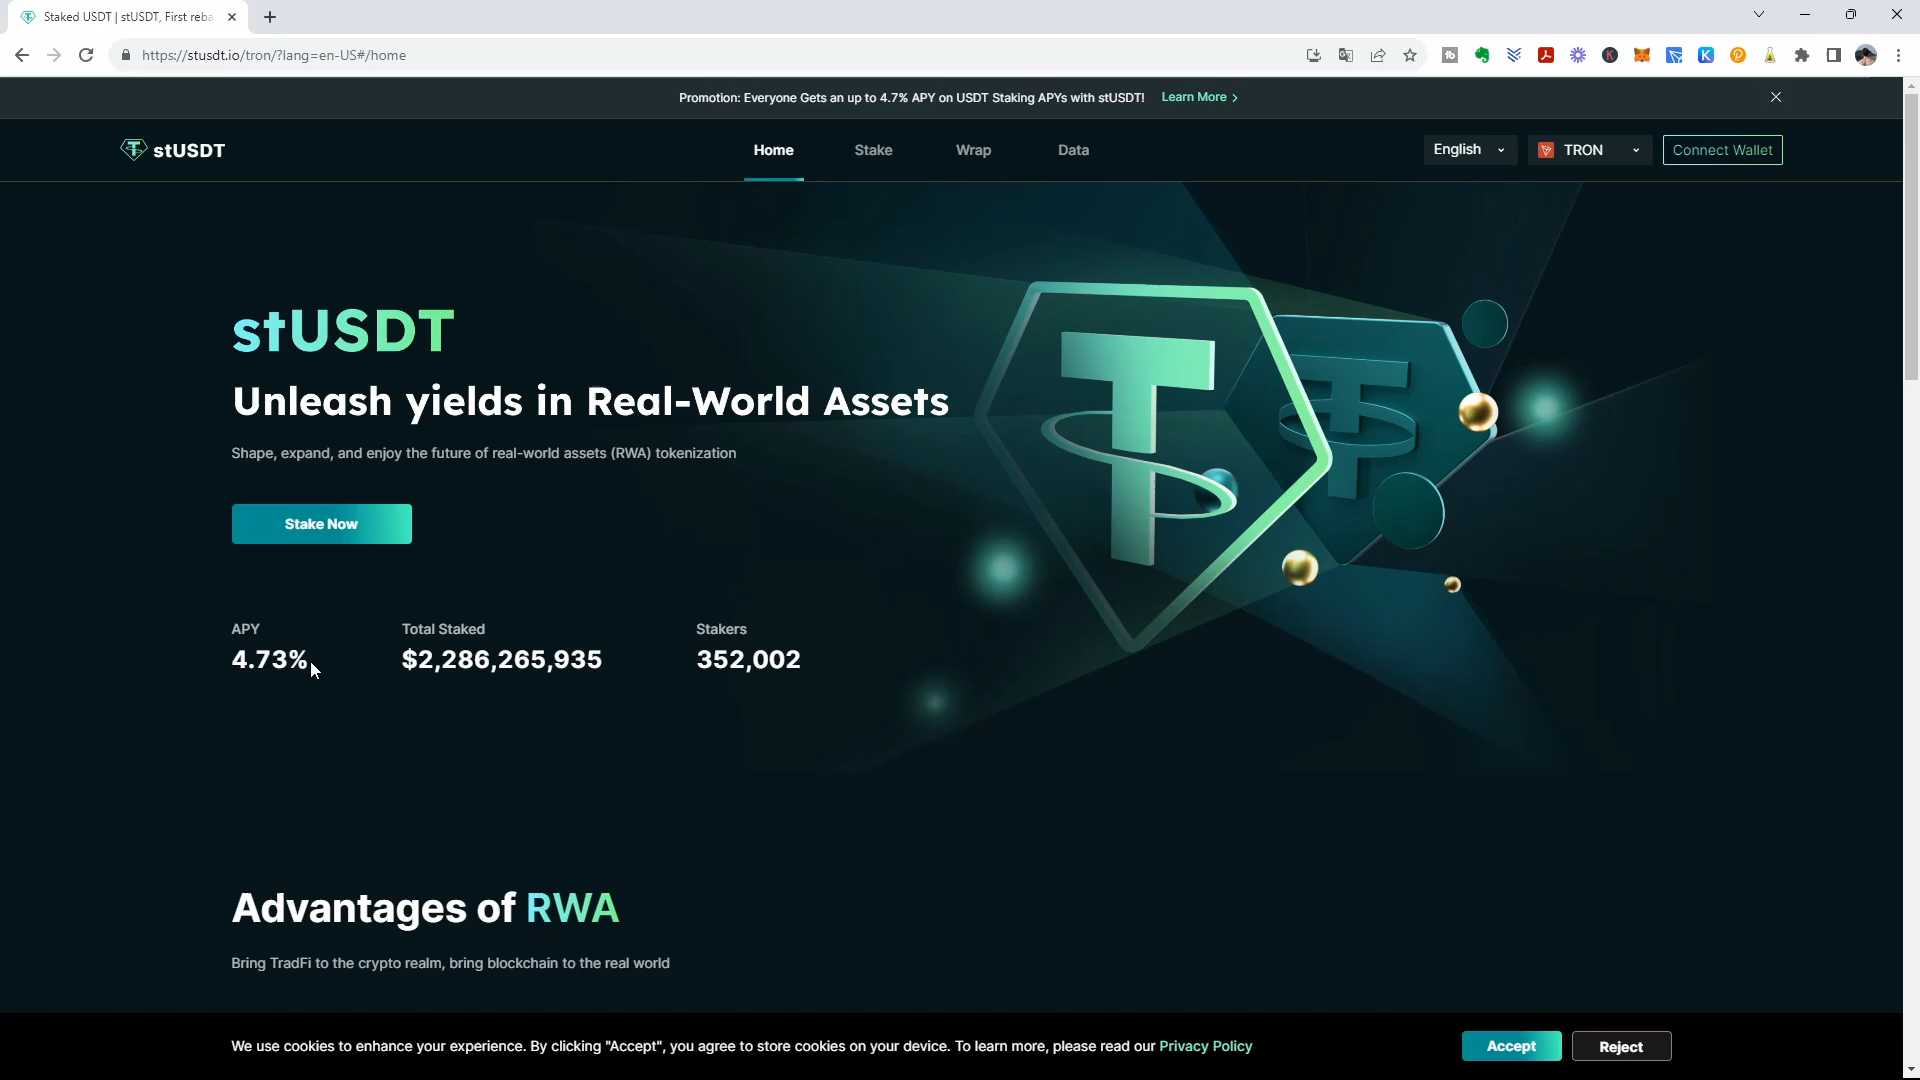 Staked USDT | stUSDT, First reba
https://stusdt.io/tron/?lang=en-US#/home
Promotion: Everyone Gets an up to 4.7% APY on USDT Staking APYs with stUSDT! Learn More >
stUSDT
Home
Stake
Wrap
Data
English
TRON
Connect Wallet
stUSDT
Unleash yields in Real-World Assets
Shape, expand, and enjoy the future of real-world assets (RWA) tokenization
Stake Now
APY
Total Staked
Stakers
4.73%
$2,286,265,935
352,002
Advantages of RWA
Bring TradFi to the crypto realm, bring blockchain to the real world
We use cookies to enhance your experience. By clicking "Accept", you agree to store cookies on your device. To learn more, please read our Privacy Policy
Accept
Reject